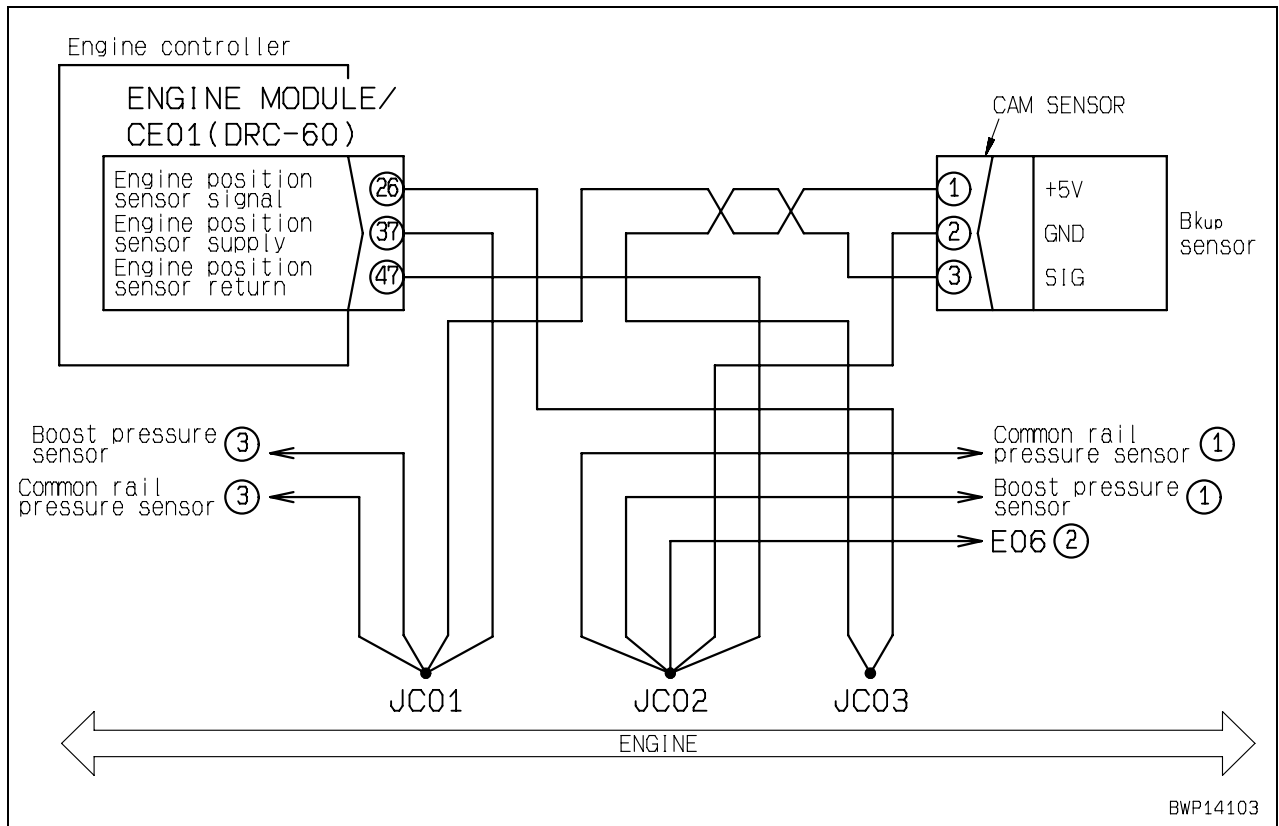 Engine controller
ENGINE MODULE/
CE01(DRC-60)
Engine position
sensor signal
26
Engine position
sensor supply
37
Engine position
sensor return
47
CAM SENSOR
1
+5V
2
GND
3
SIG
Bkup
sensor
Boost pressure
sensor
3
Common rail
pressure sensor
3
Common rail
pressure sensor
1
Boost pressure
sensor
1
E06 2
JC01
JC02
JC03
ENGINE
BWP14103